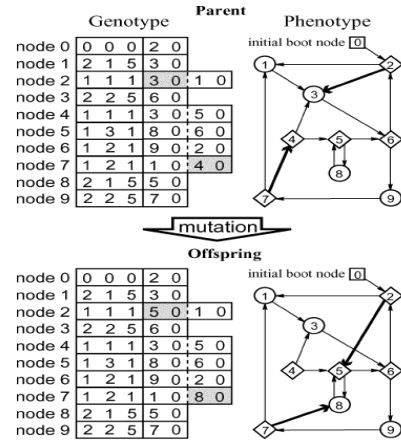 Parent
Genotype Phenotype
node 0 0 0 0 2 0
node 1 2 1 5 3 0
node 2 1 1 1 3 0 1 0
node 3 2 2 5 6 0
node 4 1 1 1 3 0 5 0
node 5 1 3 1 8 0 6 0
node 6 1 2 1 9 0 2 0
node 7 1 2 1 1 0 4 0
node 8 2 1 5 5 0
node 9 2 2 5 7 0
initial boot node 0
1 2
3
4 5 6
8
7 9
mutation
Offspring
node 0 0 0 0 2 0
node 1 2 1 5 3 0
node 2 1 1 1 5 0 1 0
node 3 2 2 5 6 0
node 4 1 1 1 3 0 5 0
node 5 1 3 1 8 0 6 0
node 6 1 2 1 9 0 2 0
node 7 1 2 1 1 0 8 0
node 8 2 1 5 5 0
node 9 2 2 5 7 0
initial boot node 0
1 2
3
4 5 6
8
7 9